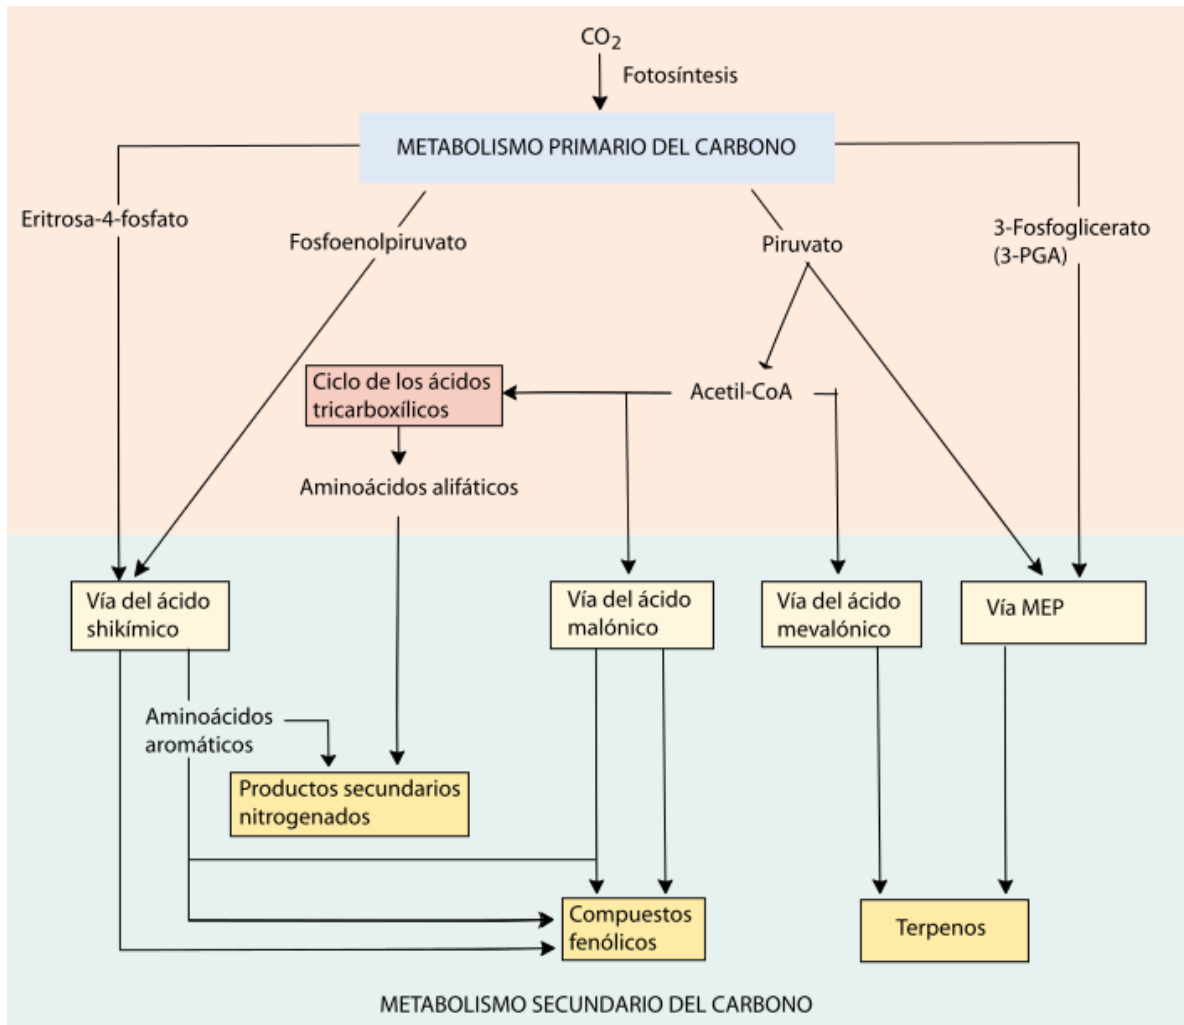 CO2
Fotosíntesis
METABOLISMO PRIMARIO DEL CARBONO
Eritrosa-4-fosfato
Fosfoenolpiruvato
Piruvato
3-Fosfoglicerato
(3-PGA)
Ciclo de los ácidos
tricarboxílicos
Acetil-CoA
Aminoácidos alifáticos
Vía del ácido
shikímico
Vía del ácido
malónico
Vía del ácido
mevalónico
Vía MEP
Aminoácidos
aromáticos
Productos secundarios
nitrogenados
Compuestos
fenólicos
Terpenos
METABOLISMO SECUNDARIO DEL CARBONO